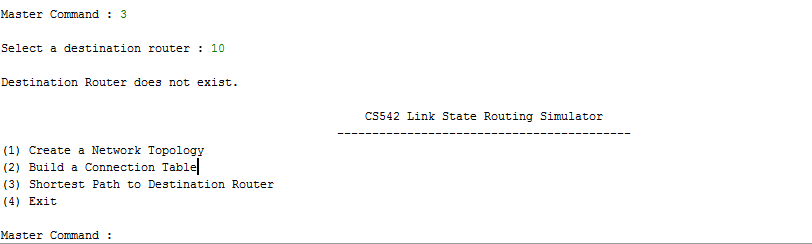 Master Command : 3
Select a destination router : 10
Destination Router does not exist.
CS542 Link State Routing Simulator
------------------------------------------
(1) Create a Network Topology
(2) Build a Connection Table
(3) Shortest Path to Destination Router
(4) Exit
Master Command :